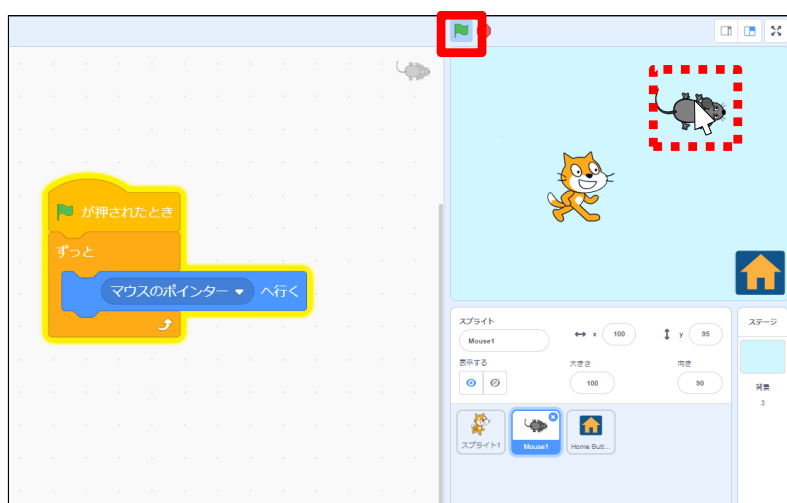 が押されたとき
ずっと
マウスのポインター へ行く
スプライト
Mouse1
x 100
y 95
表示する
大きさ
100
向き
90
スプライト1
Mouse1
Home Butt...
ステージ
背景
3